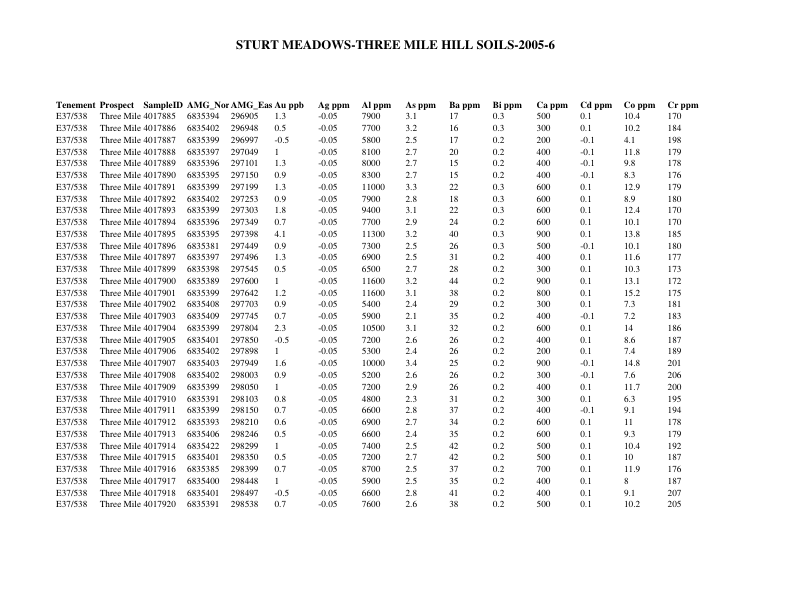 STURT MEADOWS-THREE MILE HILL SOILS-2005-6
Tenement Prospect SampleID AMG_Nor AMG_Eas Au ppb Ag ppm Al ppm As ppm Ba ppm Bi ppm Ca ppm Cd ppm Co ppm Cr ppm
E37/538 Three Mile 4017885 6835394 296905 1.3 -0.05 7900 3.1 17 0.3 500 0.1 10.4 170
E37/538 Three Mile 4017886 6835402 296948 0.5 -0.05 7700 3.2 16 0.3 300 0.1 10.2 184
E37/538 Three Mile 4017887 6835399 296997 -0.5 -0.05 5800 2.5 17 0.2 200 -0.1 4.1 198
E37/538 Three Mile 4017888 6835397 297049 1 -0.05 8100 2.7 20 0.2 400 -0.1 11.8 179
E37/538 Three Mile 4017889 6835396 297101 1.3 -0.05 8000 2.7 15 0.2 400 -0.1 9.8 178
E37/538 Three Mile 4017890 6835395 297150 0.9 -0.05 8300 2.7 15 0.2 400 -0.1 8.3 176
E37/538 Three Mile 4017891 6835399 297199 1.3 -0.05 11000 3.3 22 0.3 600 0.1 12.9 179
E37/538 Three Mile 4017892 6835402 297253 0.9 -0.05 7900 2.8 18 0.3 600 0.1 8.9 180
E37/538 Three Mile 4017893 6835399 297303 1.8 -0.05 9400 3.1 22 0.3 600 0.1 12.4 170
E37/538 Three Mile 4017894 6835396 297349 0.7 -0.05 7700 2.9 24 0.2 600 0.1 10.1 170
E37/538 Three Mile 4017895 6835395 297398 4.1 -0.05 11300 3.2 40 0.3 900 0.1 13.8 185
E37/538 Three Mile 4017896 6835381 297449 0.9 -0.05 7300 2.5 26 0.3 500 -0.1 10.1 180
E37/538 Three Mile 4017897 6835400 297496 1.3 -0.05 6900 2.5 31 0.2 400 0.1 11.6 177
E37/538 Three Mile 4017899 6835398 297545 0.5 -0.05 6500 2.7 28 0.2 300 0.1 10.3 173
E37/538 Three Mile 4017900 6835389 297600 1 -0.05 11600 3.2 44 0.2 900 0.1 13.1 172
E37/538 Three Mile 4017901 6835399 297642 1.2 -0.05 11600 3.1 38 0.2 800 0.1 15.2 175
E37/538 Three Mile 4017902 6835408 297703 0.9 -0.05 5400 2.4 29 0.2 300 0.1 7.3 181
E37/538 Three Mile 4017903 6835409 297745 0.7 -0.05 5900 2.1 35 0.2 400 -0.1 7.2 183
E37/538 Three Mile 4017904 6835399 297804 2.3 -0.05 10500 3.1 32 0.2 600 0.1 14 186
E37/538 Three Mile 4017905 6835401 297850 -0.5 -0.05 7200 2.6 26 0.2 400 0.1 8.6 187
E37/538 Three Mile 4017906 6835402 297898 1 -0.05 5300 2.4 26 0.2 200 0.1 7.4 189
E37/538 Three Mile 4017907 6835403 297949 1.6 -0.05 10000 3.4 25 0.2 900 -0.1 14.8 201
E37/538 Three Mile 4017908 6835402 298003 0.9 -0.05 5200 2.6 26 0.2 300 -0.1 7.6 206
E37/538 Three Mile 4017909 6835399 298050 1 -0.05 7200 2.9 26 0.2 400 0.1 11.7 200
E37/538 Three Mile 4017910 6835391 298103 0.8 -0.05 4800 2.3 31 0.2 300 0.1 6.3 195
E37/538 Three Mile 4017911 6835399 298150 0.7 -0.05 6600 2.8 37 0.2 400 -0.1 9.1 194
E37/538 Three Mile 4017912 6835393 298210 0.6 -0.05 6900 2.7 34 0.2 600 0.1 11 178
E37/538 Three Mile 4017913 6835406 298246 0.5 -0.05 6600 2.4 35 0.2 600 0.1 9.3 179
E37/538 Three Mile 4017914 6835422 298299 1 -0.05 7400 2.5 42 0.2 500 0.1 10.4 192
E37/538 Three Mile 4017915 6835401 298350 0.5 -0.05 7200 2.7 42 0.2 500 0.1 10 187
E37/538 Three Mile 4017916 6835385 298399 0.7 -0.05 8700 2.5 37 0.2 700 0.1 11.9 176
E37/538 Three Mile 4017917 6835400 298448 1 -0.05 5900 2.5 35 0.2 400 0.1 8 187
E37/538 Three Mile 4017918 6835401 298497 -0.5 -0.05 6600 2.8 41 0.2 400 0.1 9.1 207
E37/538 Three Mile 4017920 6835391 298538 0.7 -0.05 7600 2.6 38 0.2 500 0.1 10.2 205